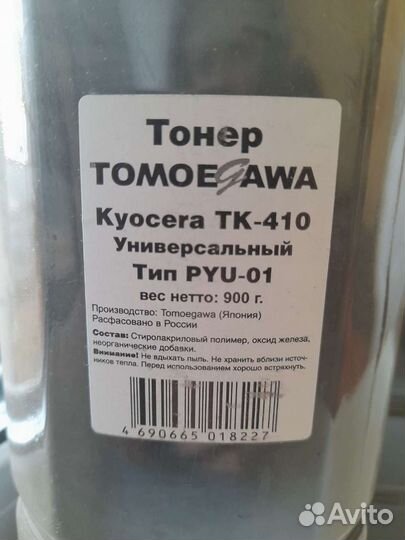 Тонер
TOMOEGAWA
Kyocera TK-410
Универсальный
Тип PYU-01
вес нетто: 900 г.
Производство: Tomoegawa (Япония)
Расфасовано в России
Состав: Стиролакриловый полимер, оксид железа,
неорганические добавки.
Внимание! Не вдыхать пыль. Не хранить вблизи источ-
ников тепла. Перед использованием хорошо встряхнуть.
4 690665 018227
Avito